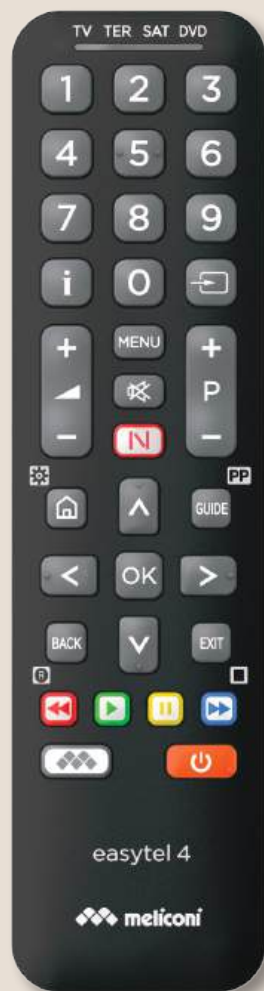 TV TER SAT DVD
1 2 3
4 5 6
7 8 9
i 0
+ MENU +
P
- N -
PP
GUIDE
OK
BACK EXIT
R
easytel 4
meliconi